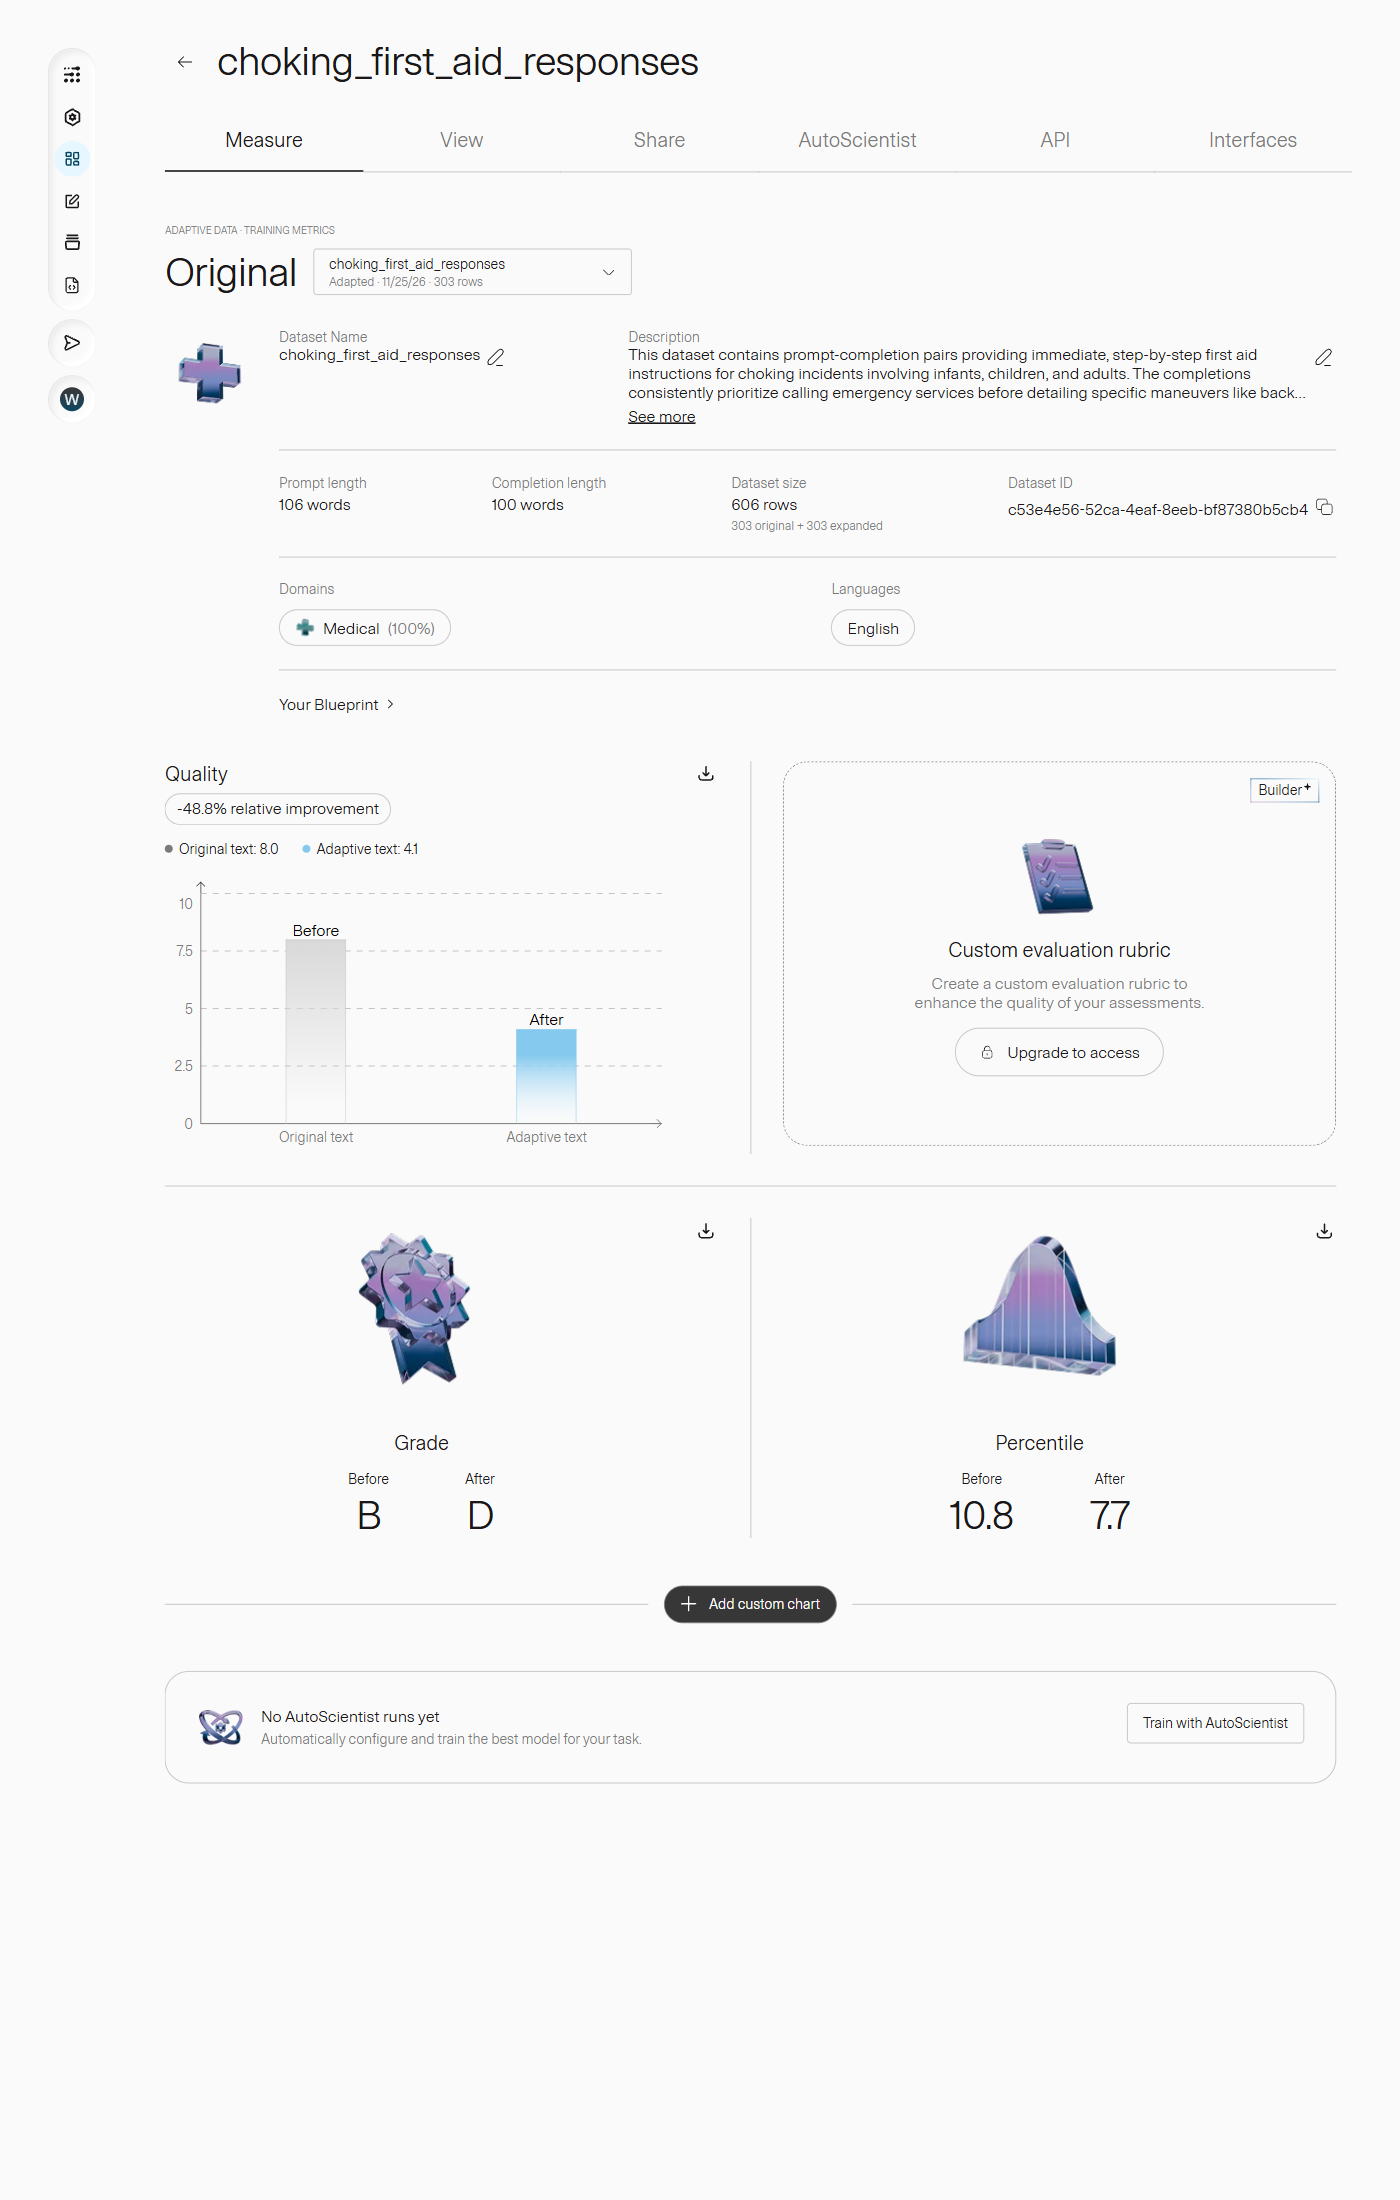 choking_first_aid_responses
Measure
View
Share
AutoScientist
API
Interfaces
ADAPTIVE DATA · TRAINING METRICS
Original
choking_first_aid_responses
Adapted · 11/25/26 · 303 rows
W
Dataset Name
choking_first_aid_responses
Description
This dataset contains prompt-completion pairs providing immediate, step-by-step first aid
instructions for choking incidents involving infants, children, and adults. The completions
consistently prioritize calling emergency services before detailing specific maneuvers like back...
See more
Prompt length
106 words
Completion length
100 words
Dataset size
606 rows
303 original + 303 expanded
Dataset ID
c53e4e56-52ca-4eaf-8eeb-bf87380b5cb4
Domains
Medical (100%)
Languages
English
Your Blueprint
Quality
-48.8% relative improvement
Original text: 8.0
Adaptive text: 4.1
10
7.5
5
2.5
0
Before
After
Original text
Adaptive text
Builder
Custom evaluation rubric
Create a custom evaluation rubric to
enhance the quality of your assessments.
Upgrade to access
Grade
Before
After
B
D
Percentile
Before
After
10.8
7.7
Add custom chart
No AutoScientist runs yet
Automatically configure and train the best model for your task.
Train with AutoScientist